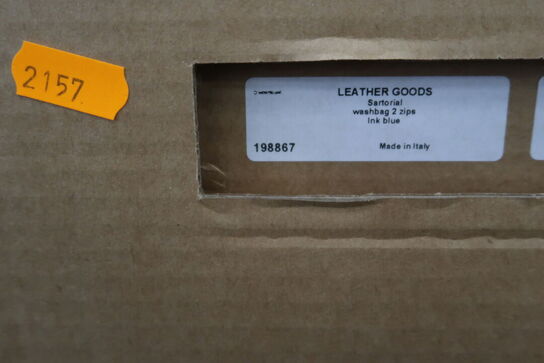 2157
LEATHER GOODS
Sartorial
washbag 2 zips
Ink blue
198867 Made in Italy